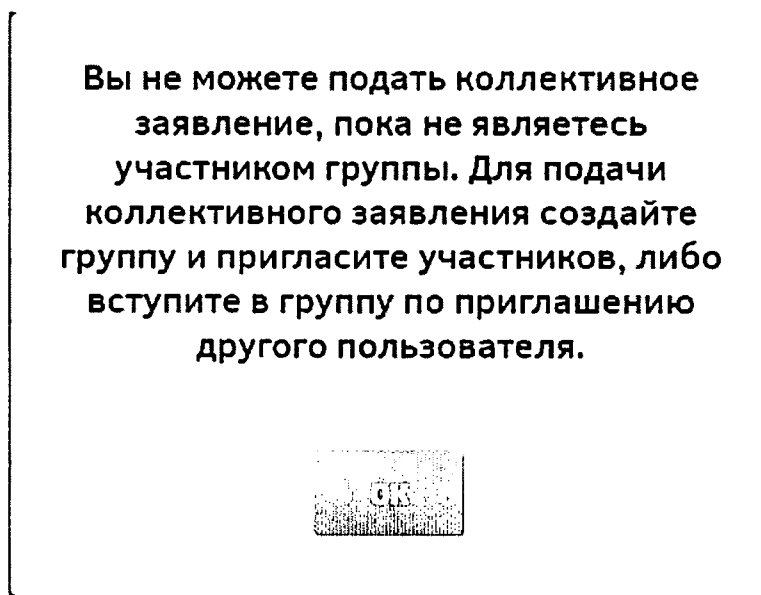 Вы не можете подать коллективное
заявление, пока не являетесь
участником группы. Для подачи
коллективного заявления создайте
группу и пригласите участников, либо
вступите в группу по приглашению
другого пользователя.
ОК